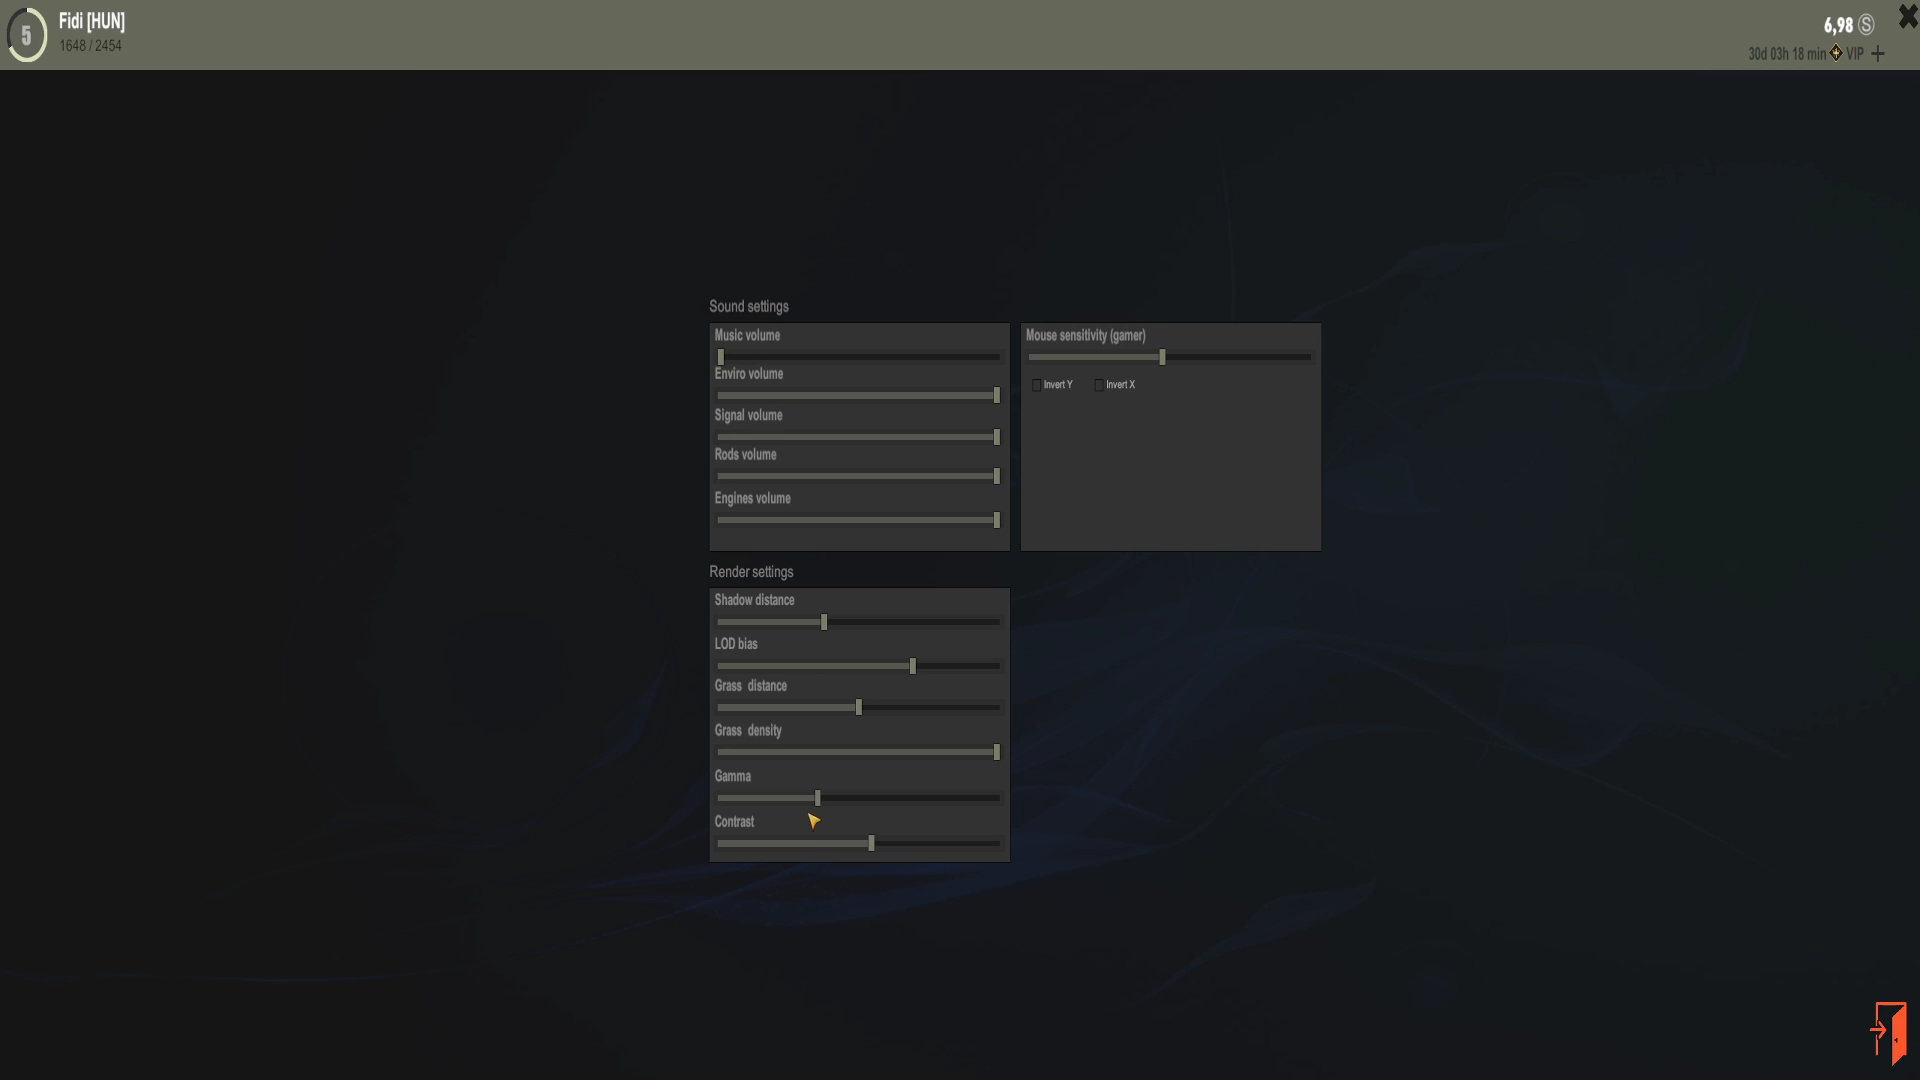 5
Fidi [HUN]
1648 / 2454
6,98 S
30d 03h 18 min VIP
Sound settings
Music volume
Enviro volume
Signal volume
Rods volume
Engines volume
Mouse sensitivity (gamer)
Invert Y Invert X
Render settings
Shadow distance
LOD bias
Grass distance
Grass density
Gamma
Contrast